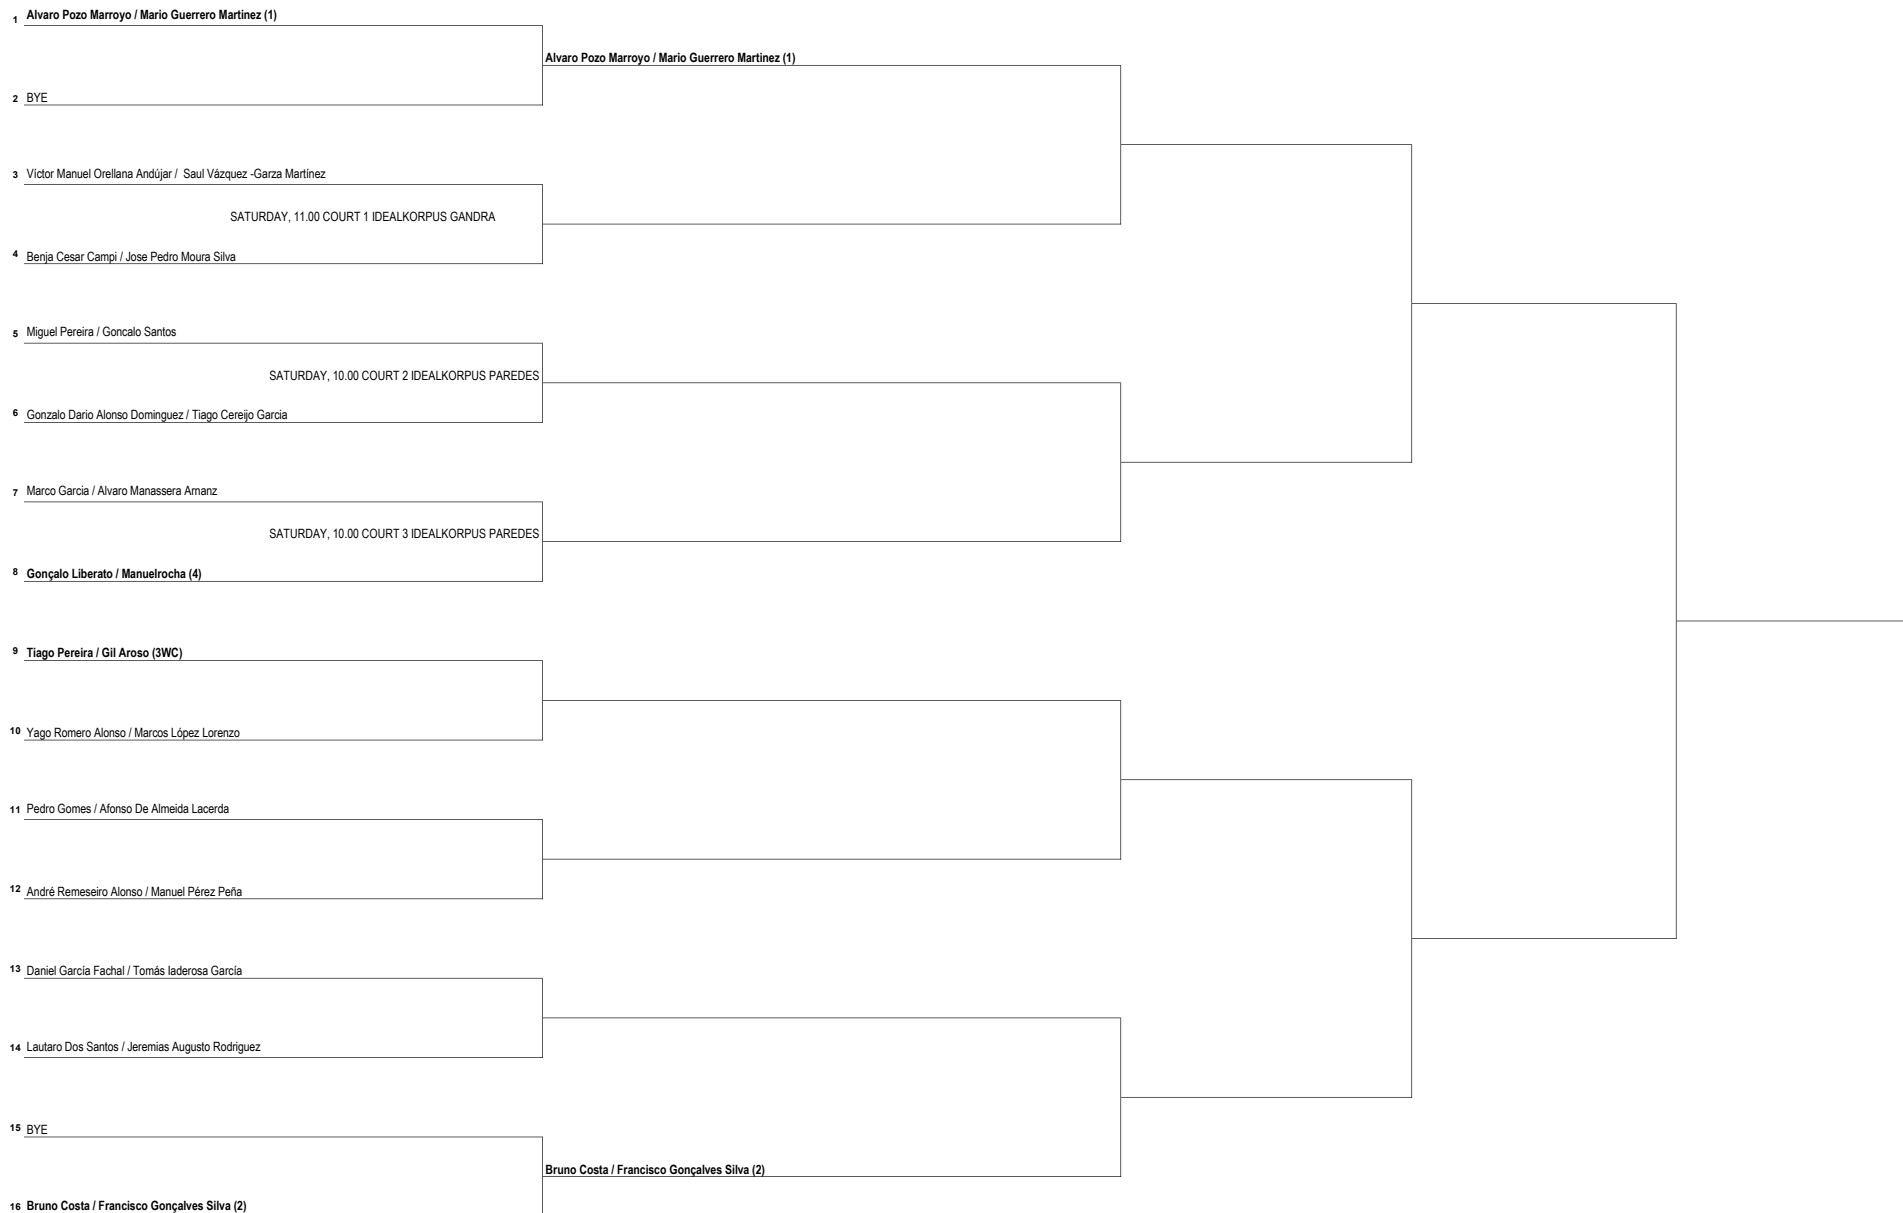 1 Alvaro Pozo Marroyo / Mario Guerrero Martinez (1)
Alvaro Pozo Marroyo / Mario Guerrero Martinez (1)
2 BYE
3 Víctor Manuel Orellana Andújar /  Saul Vázquez -Garza Martínez
SATURDAY, 11.00 COURT 1 IDEALKORPUS GANDRA
4 Benja Cesar Campi / Jose Pedro Moura Silva
5 Miguel Pereira / Goncalo Santos
SATURDAY, 10.00 COURT 2 IDEALKORPUS PAREDES
6 Gonzalo Dario Alonso Dominguez / Tiago Cereijo Garcia
7 Marco Garcia / Alvaro Manassera Arnanz
SATURDAY, 10.00 COURT 3 IDEALKORPUS PAREDES
8 Gonçalo Liberato / Manuelrocha (4)
9 Tiago Pereira / Gil Aroso (3WC)
10 Yago Romero Alonso / Marcos López Lorenzo
11 Pedro Gomes / Afonso De Almeida Lacerda
12 André Remeseiro Alonso / Manuel Pérez Peña
13 Daniel García Fachal / Tomás Iaderosa García
14 Lautaro Dos Santos / Jeremias Augusto Rodriguez
15 BYE
Bruno Costa / Francisco Gonçalves Silva (2)
16 Bruno Costa / Francisco Gonçalves Silva (2)